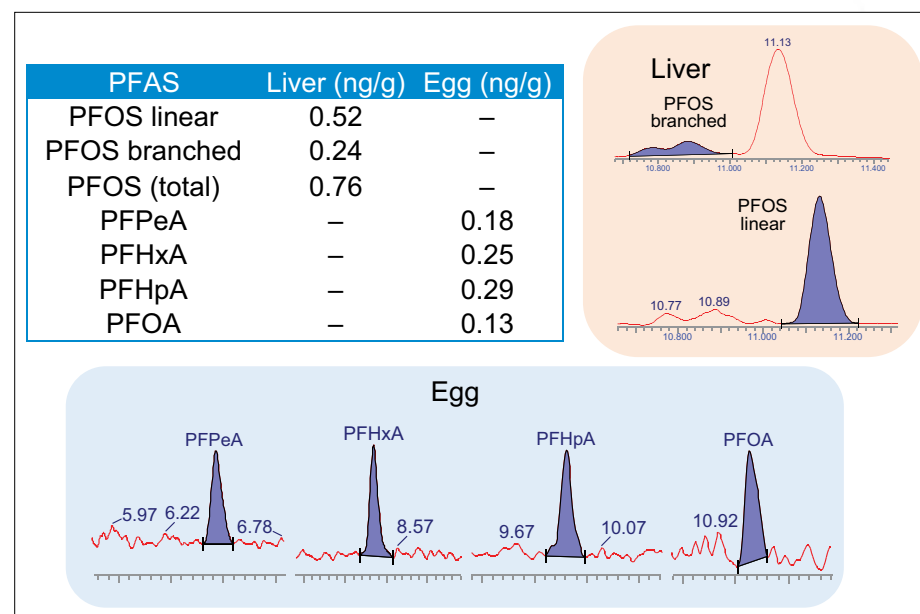 PFAS Liver (ng/g) Egg (ng/g)
PFOS linear 0.52 –
PFOS branched 0.24 –
PFOS (total) 0.76 –
PFPeA – 0.18
PFHxA – 0.25
PFHpA – 0.29
PFOA – 0.13
Liver
11.13
PFOS
branched
10.800 11.000 11.200 11.400
PFOS
linear
10.77 10.89
10.800 11.000 11.200
Egg
PFPeA
5.97 6.22 6.78
PFHxA
8.57
PFHpA
9.67 10.07
PFOA
10.92